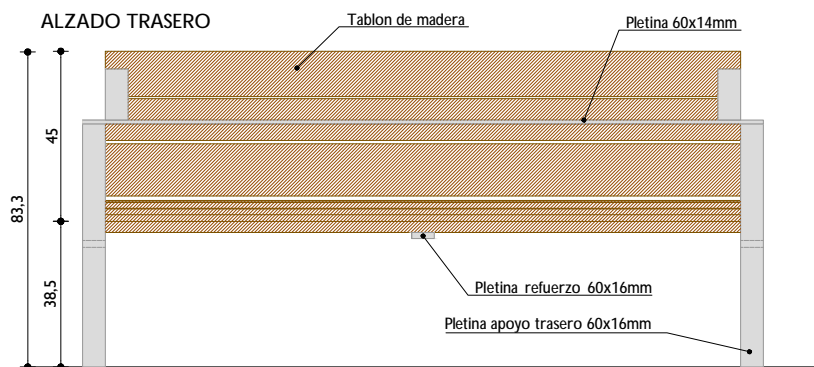 ALZADO TRASERO
Tablon de madera
Pletina 60x14mm
45
83,3
38,5
Pletina refuerzo 60x16mm
Pletina apoyo trasero 60x16mm